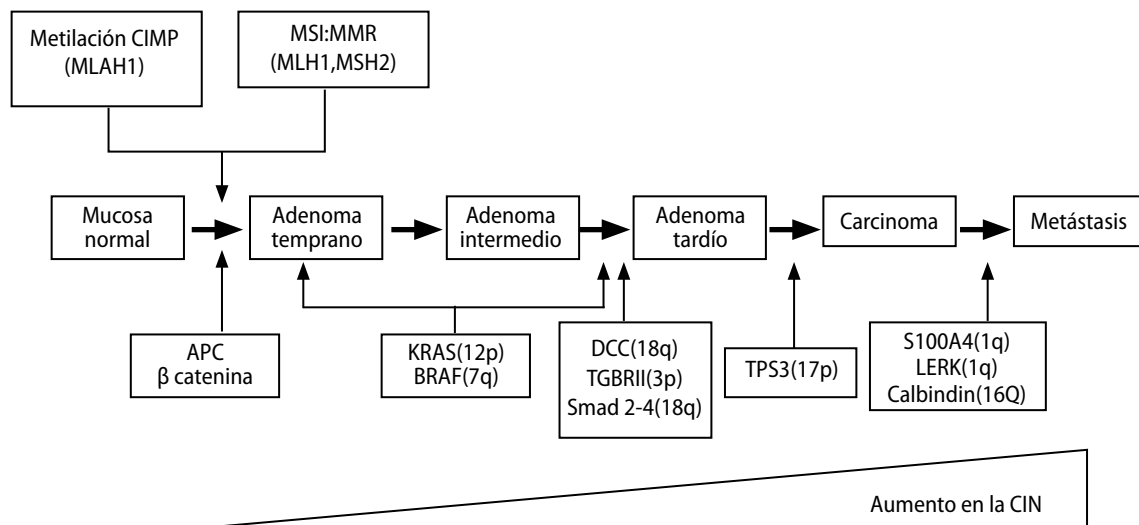 Metilación CIMP
(MLAH1)
MSI:MMR
(MLH1,MSH2)
Mucosa
normal
Adenoma
temprano
Adenoma
intermedio
Adenoma
tardío
Carcinoma
Metástasis
APC
β catenina
KRAS(12p)
BRAF(7q)
DCC(18q)
TGBRII(3p)
Smad 2-4(18q)
TPS3(17p)
S100A4(1q)
LERK(1q)
Calbindin(16Q)
Aumento en la CIN